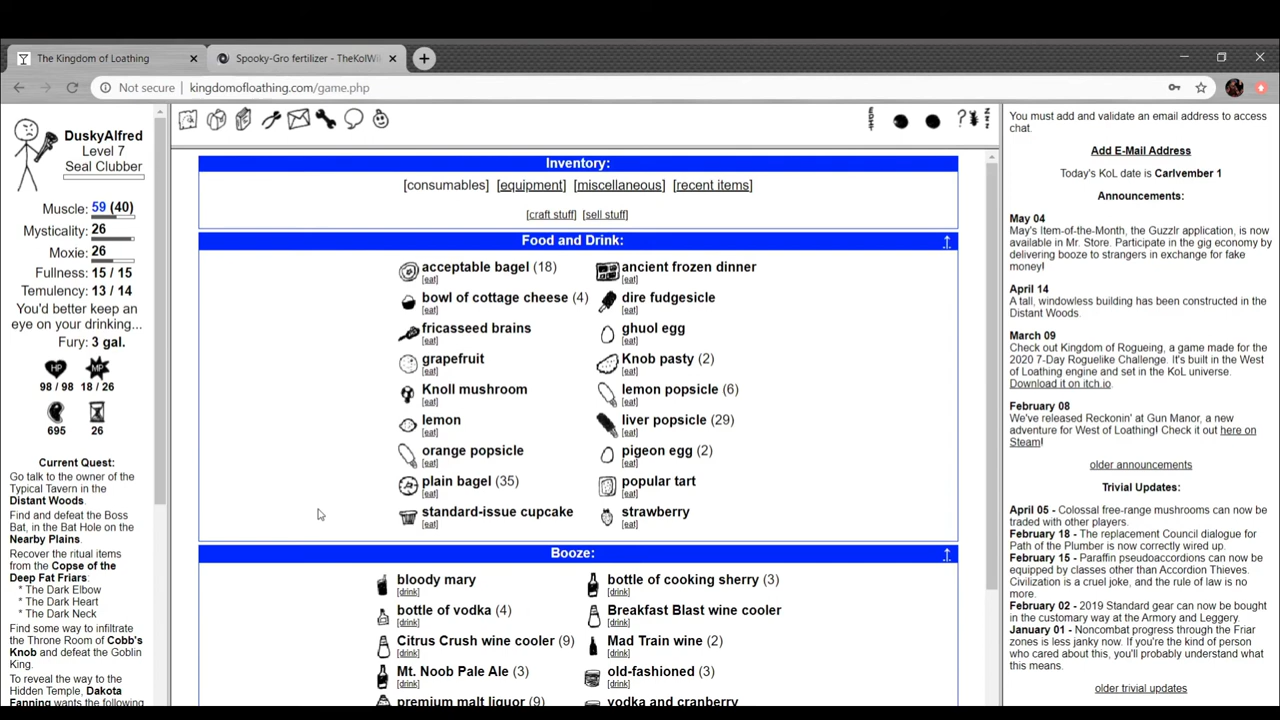 The Kingdom of Loathing
Spooky-Gro fertilizer - TheKolWi
Not secure | kingdomofloathing.com/game.php
DuskyAlfred
Level 7
Seal Clubber
Muscle: 59 (40)
Mysticality: 26
Moxie: 26
Fullness: 15 / 15
Temulency: 13 / 14
You'd better keep an
eye on your drinking...
Fury: 3 gal.
HP MP
98 / 98 18 / 26
695 26
Current Quest:
Go talk to the owner of the
Typical Tavern in the
Distant Woods.
Find and defeat the Boss
Bat, in the Bat Hole on the
Nearby Plains.
Recover the ritual items
from the Copse of the
Deep Fat Friars:
* The Dark Elbow
* The Dark Heart
* The Dark Neck
Find some way to infiltrate
the Throne Room of Cobb's
Knob and defeat the Goblin
King.
To reveal the way to the
Hidden Temple, Dakota
Fanning wants the following
Inventory:
[consumables] [equipment] [miscellaneous] [recent items]
[craft stuff] [sell stuff]
Food and Drink:
acceptable bagel (18)
[eat]
ancient frozen dinner
[eat]
bowl of cottage cheese (4)
[eat]
dire fudgesicle
[eat]
fricasseed brains
[eat]
ghuol egg
[eat]
grapefruit
[eat]
Knob pasty (2)
[eat]
Knoll mushroom
[eat]
lemon popsicle (6)
[eat]
lemon
[eat]
liver popsicle (29)
[eat]
orange popsicle
[eat]
pigeon egg (2)
[eat]
plain bagel (35)
[eat]
popular tart
[eat]
standard-issue cupcake
[eat]
strawberry
[eat]
Booze:
bloody mary
[drink]
bottle of cooking sherry (3)
[drink]
bottle of vodka (4)
[drink]
Breakfast Blast wine cooler
[drink]
Citrus Crush wine cooler (9)
[drink]
Mad Train wine (2)
[drink]
Mt. Noob Pale Ale (3)
[drink]
old-fashioned (3)
[drink]
premium malt liquor (9)
vodka and cranberry
You must add and validate an email address to access
chat.
Add E-Mail Address
Today's KoL date is Carlvember 1
Announcements:
May 04
May's Item-of-the-Month, the Guzzlr application, is now
available in Mr. Store. Participate in the gig economy by
delivering booze to strangers in exchange for fake
money!
April 14
A tall, windowless building has been constructed in the
Distant Woods.
March 09
Check out Kingdom of Rogueing, a game made for the
2020 7-Day Roguelike Challenge. It's built in the West
of Loathing engine and set in the KoL universe.
Download it on itch.io.
February 08
We've released Reckonin' at Gun Manor, a new
adventure for West of Loathing! Check it out here on
Steam!
older announcements
Trivial Updates:
April 05 - Colossal free-range mushrooms can now be
traded with other players.
February 18 - The replacement Council dialogue for
Path of the Plumber is now correctly wired up.
February 15 - Paraffin pseudoaccordions can now be
equipped by classes other than Accordion Thieves.
Civilization is a cruel joke, and the rule of law is no
more.
February 02 - 2019 Standard gear can now be bought
in the customary way at the Armory and Leggery.
January 01 - Noncombat progress through the Friar
zones is less janky now. If you're the kind of person
who cared about this, you'll probably understand what
this means.
older trivial updates